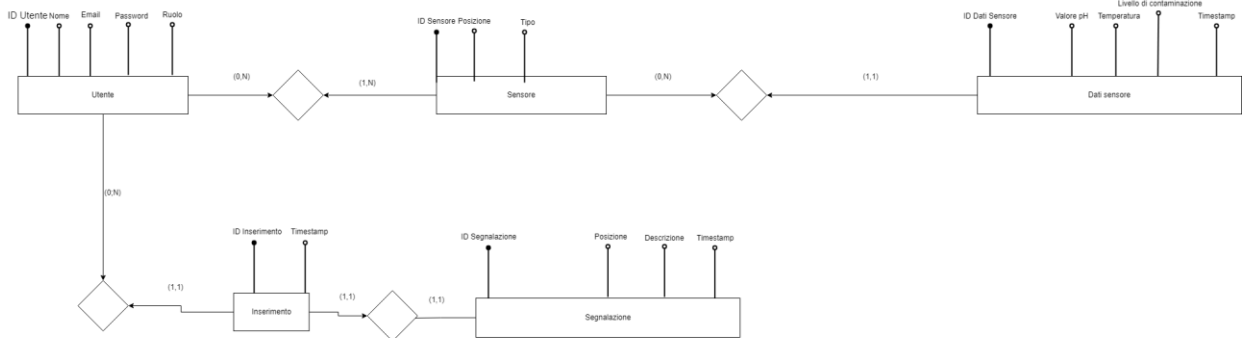 ID Utente Nome Email Password Ruolo
ID Sensore Posizione Tipo
ID Dati Sensore Valore pH Temperatura Livello di contaminazione Timestamp
(0,N) (1,N) (0,N) (1,1)
Utente Sensore Dati sensore
(0;N)
ID Inserimento Timestamp
ID Segnalazione Posizione Descrizione Timestamp
(1,1) (1,1) (1,1)
Inserimento Segnalazione